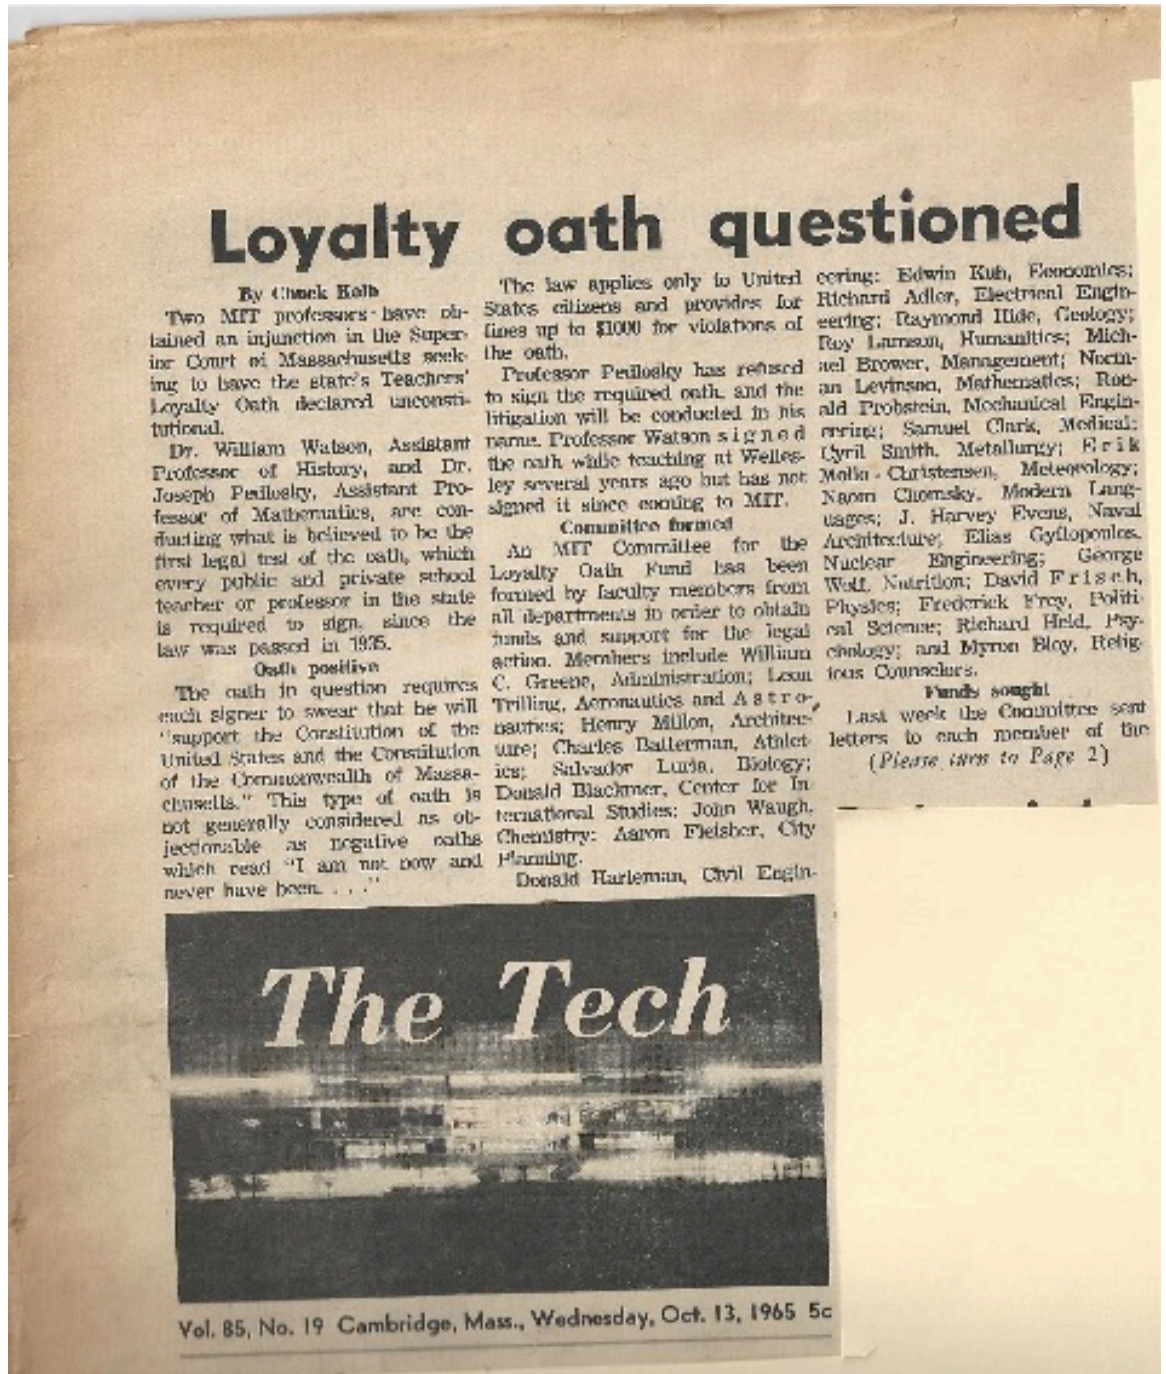 Loyalty oath questioned
By Chuck Kolb
Two MIT professors have ob-
tained an injunction in the Super-
ior Court of Massachusetts seek-
ing to have the state's Teachers'
Loyalty Oath declared unconsti-
tutional.
Dr. William Watson, Assistant
Professor of History, and Dr.
Joseph Pedlosky, Assistant Pro-
fessor of Mathematics, are con-
ducting what is believed to be the
first legal test of the oath, which
every public and private school
teacher or professor in the state
is required to sign, since the
law was passed in 1935.
Oath positive
The oath in question requires
each signer to swear that he will
"support the Constitution of the
United States and the Constitution
of the Commonwealth of Massa-
chusetts." This type of oath is
not generally considered as ob-
jectionable as negative oaths
which read "I am not now and
never have been. . . ."
The law applies only to United
States citizens and provides for
fines up to $1000 for violations of
the oath.
Professor Pedlosky has refused
to sign the required oath, and the
litigation will be conducted in his
name. Professor Watson signed
the oath while teaching at Welles-
ley several years ago but has not
signed it since coming to MIT.
Committee formed
An MIT Committee for the
Loyalty Oath Fund has been
formed by faculty members from
all departments in order to obtain
funds and support for the legal
action. Members include William
C. Greene, Administration; Leon
Trilling, Aeronautics and Astro-
nautics; Henry Millon, Architec-
ture; Charles Batterman, Athlet-
ics; Salvador Luria, Biology;
Donald Blackmer, Center for In-
ternational Studies; John Waugh,
Chemistry; Aaron Fleisher, City
Planning.
Donald Harleman, Civil Engin-
eering; Edwin Kuh, Economics;
Richard Adler, Electrical Engin-
eering; Raymond Hide, Geology;
Roy Lamson, Humanities; Mich-
ael Brower, Management; Norm-
an Levinson, Mathematics; Ron-
ald Probstein, Mechanical Engin-
eering; Samuel Clark, Medical;
Cyril Smith, Metallurgy; Erik
Mollo-Christensen, Meteorology;
Naom Chomsky, Modern Lang-
uages; J. Harvey Evans, Naval
Architecture; Elias Gyftopoulos,
Nuclear Engineering; George
Wolf, Nutrition; David Frisch,
Physics; Frederick Frey, Politi-
cal Science; Richard Held, Psy-
chology; and Myron Bloy, Relig-
ious Counselors.
Funds sought
Last week the Committee sent
letters to each member of the
(Please turn to Page 2)
The Tech
Vol. 85, No. 19 Cambridge, Mass., Wednesday, Oct. 13, 1965 5c